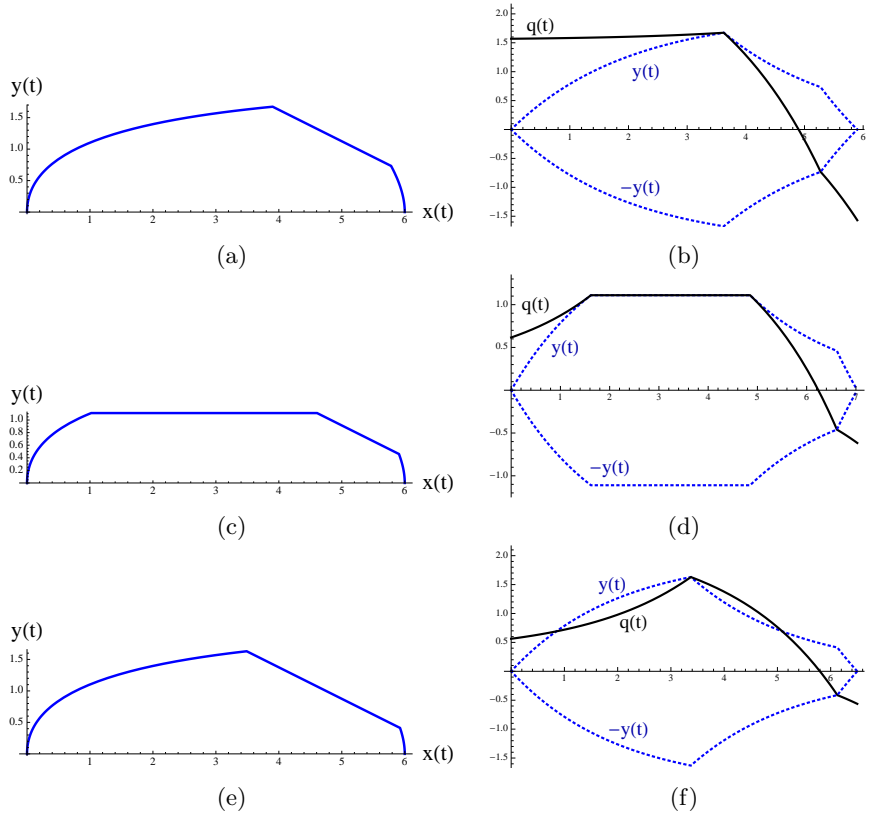 y(t)
1.5
1.0
0.5
1 2 3 4 5 6
x(t)
(a)
2.0
1.5
1.0
0.5
−0.5
−1.0
−1.5
1 2 3 4 5 6
q(t)
y(t)
−y(t)
(b)
y(t)
1.0
0.8
0.6
0.4
0.2
1 2 3 4 5 6
x(t)
(c)
1.0
0.5
−0.5
−1.0
1 2 3 4 5 6 7
q(t)
y(t)
−y(t)
(d)
y(t)
1.5
1.0
0.5
1 2 3 4 5 6
x(t)
(e)
2.0
1.5
1.0
0.5
−0.5
−1.0
−1.5
1 2 3 4 5 6
y(t)
q(t)
−y(t)
(f)